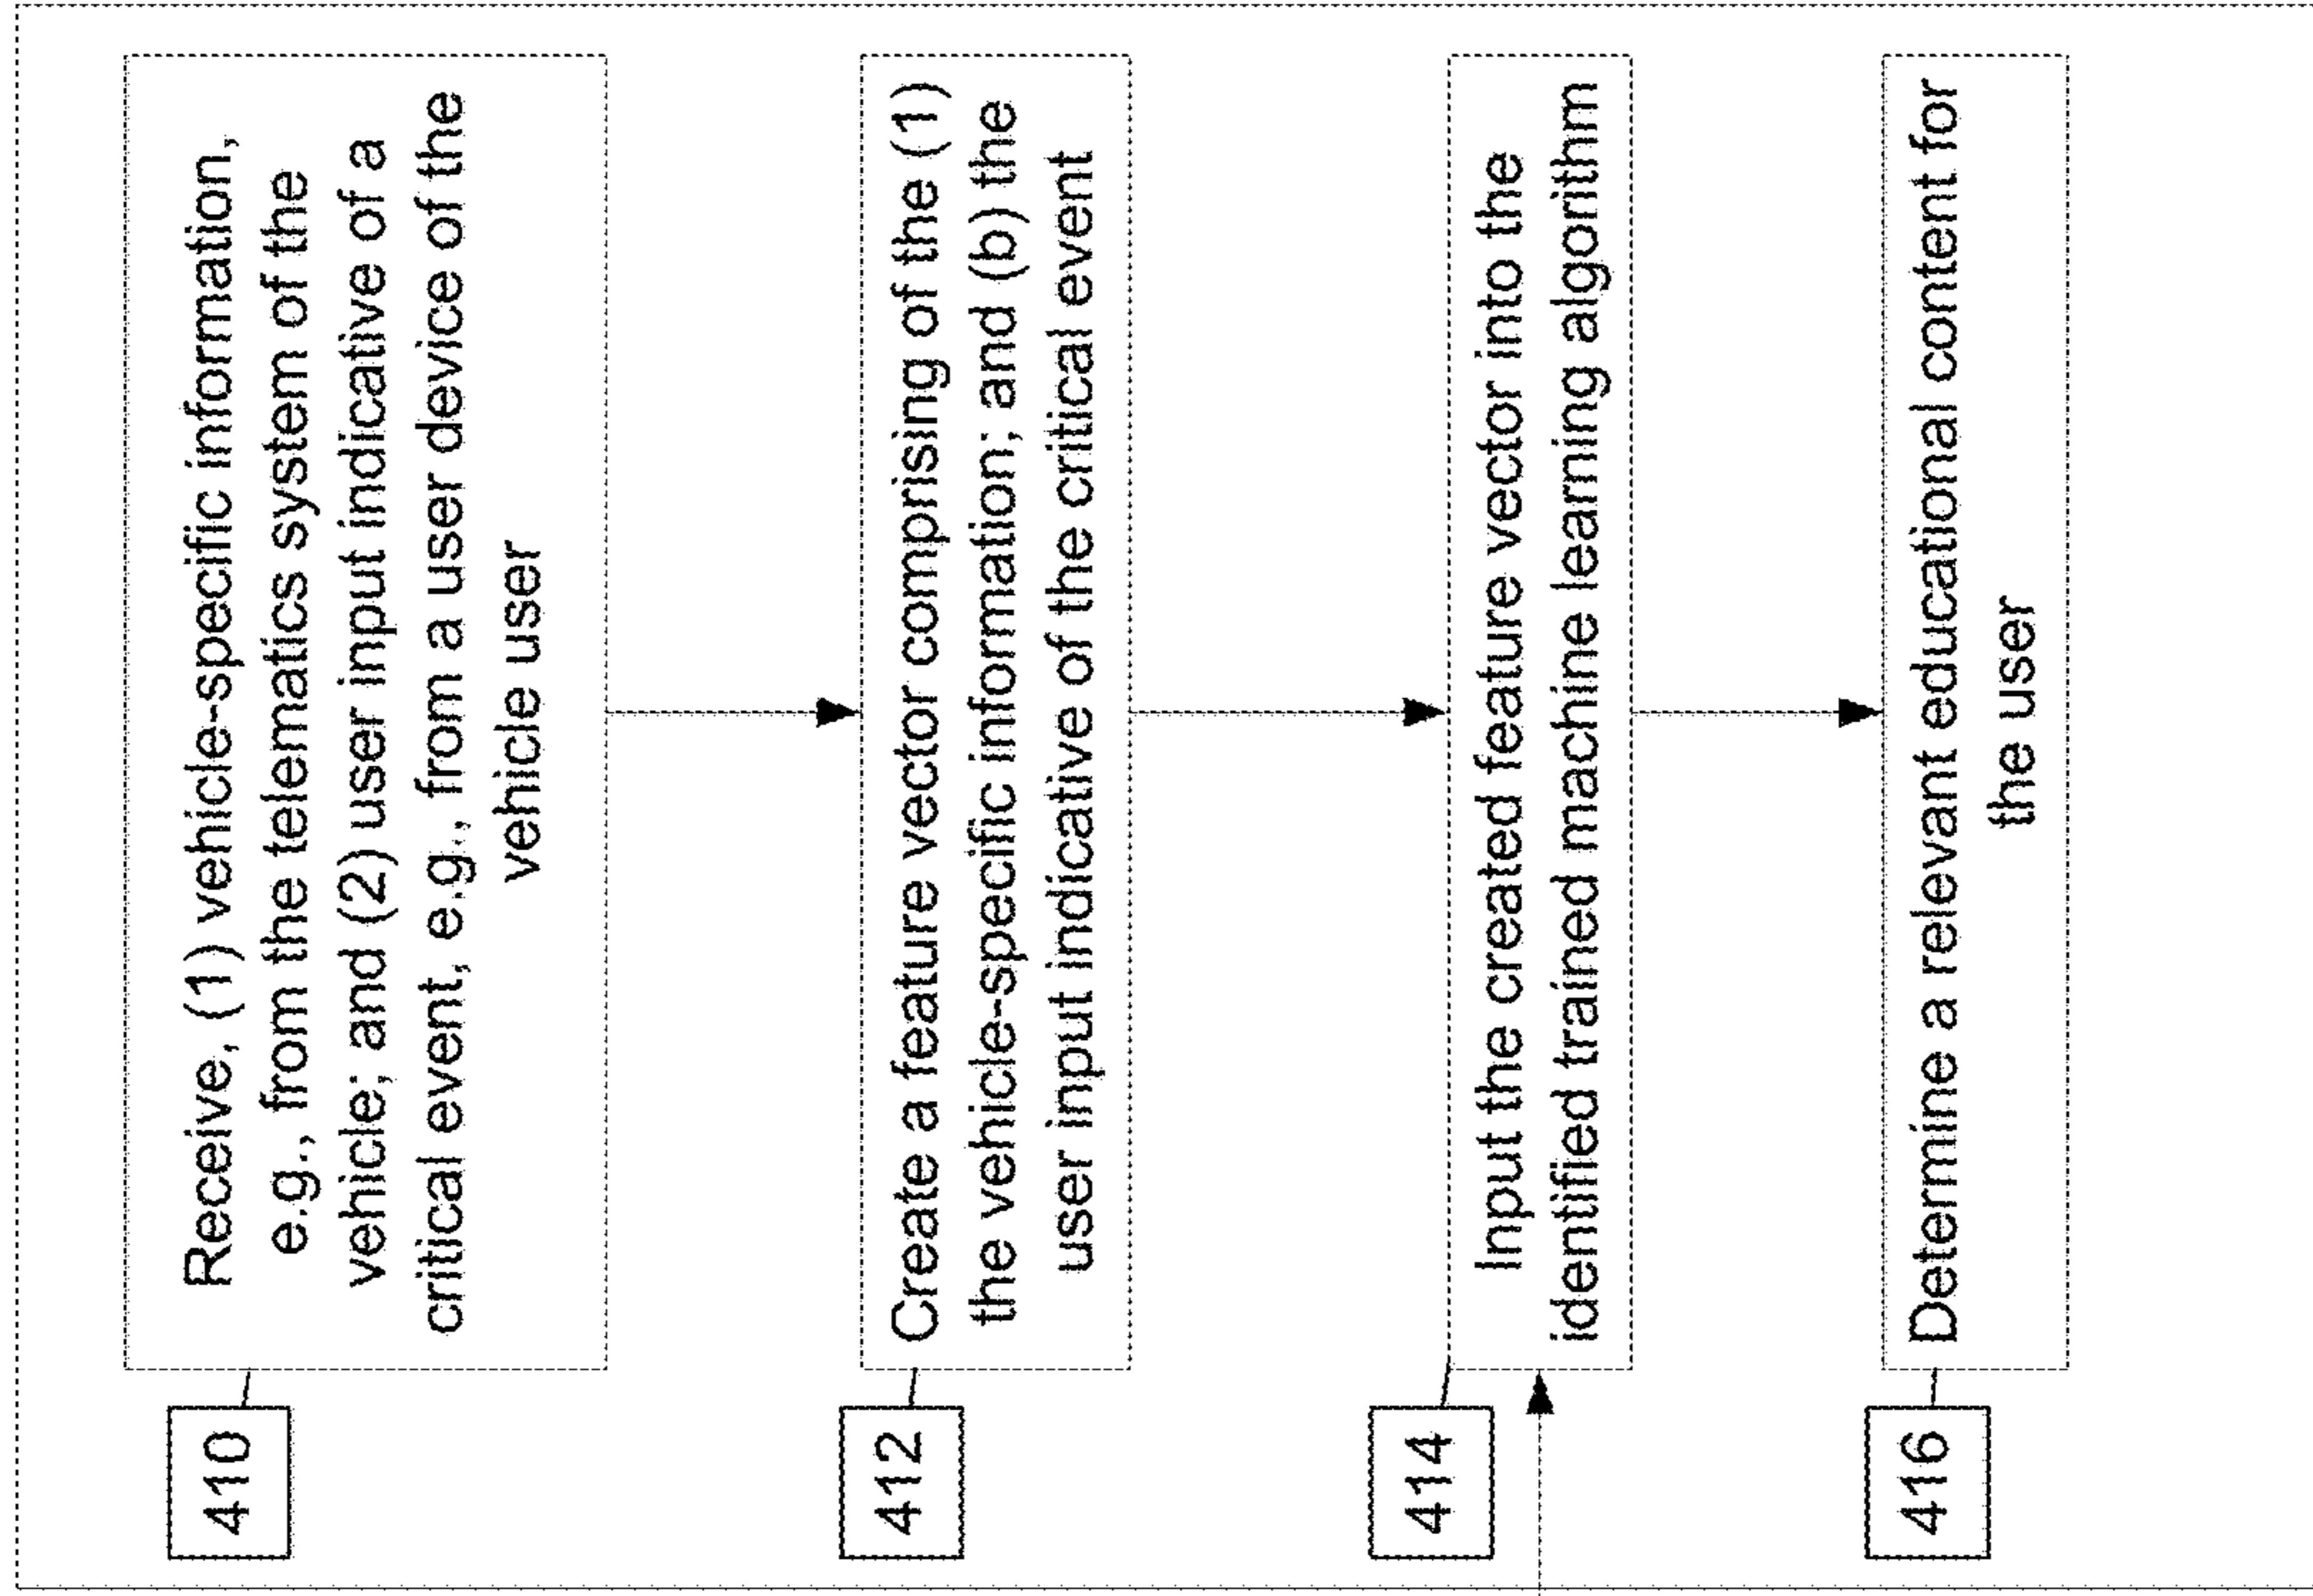 410
Receive, (1) vehicle-specific information,
e.g., from the telematics system of the
vehicle; and (2) user input indicative of a
critical event, e.g., from a user device of the
vehicle user
412
Create a feature vector comprising of the (1)
the vehicle-specific information; and (b) the
user input indicative of the critical event
414
Input the created feature vector into the
identified trained machine learning algorithm
416
Determine a relevant educational content for
the user